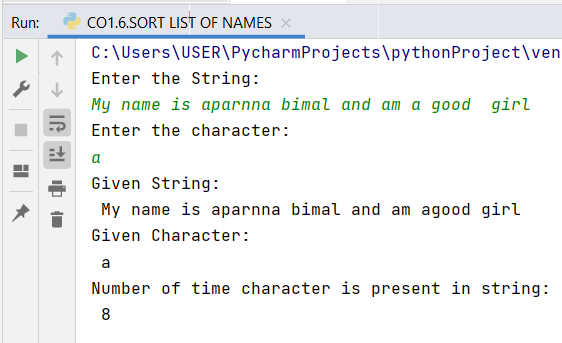 Run: CO1.6.SORT LIST OF NAMES
C:\Users\USER\PycharmProjects\pythonProject\ven
Enter the String:
My name is aparnna bimal and am a good  girl
Enter the character:
a
Given String:
 My name is aparnna bimal and am agood girl
Given Character:
 a
Number of time character is present in string:
 8